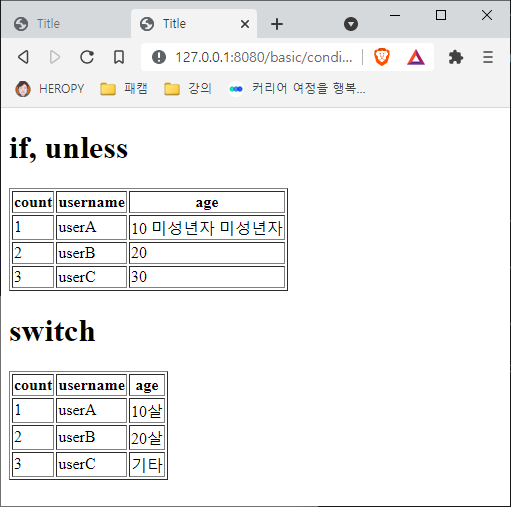 Title
Title
127.0.0.1:8080/basic/condi...
HEROPY 패캠 강의 커리어 여정을 행복...
if, unless
count username age
1 userA 10 미성년자 미성년자
2 userB 20
3 userC 30
switch
count username age
1 userA 10살
2 userB 20살
3 userC 기타